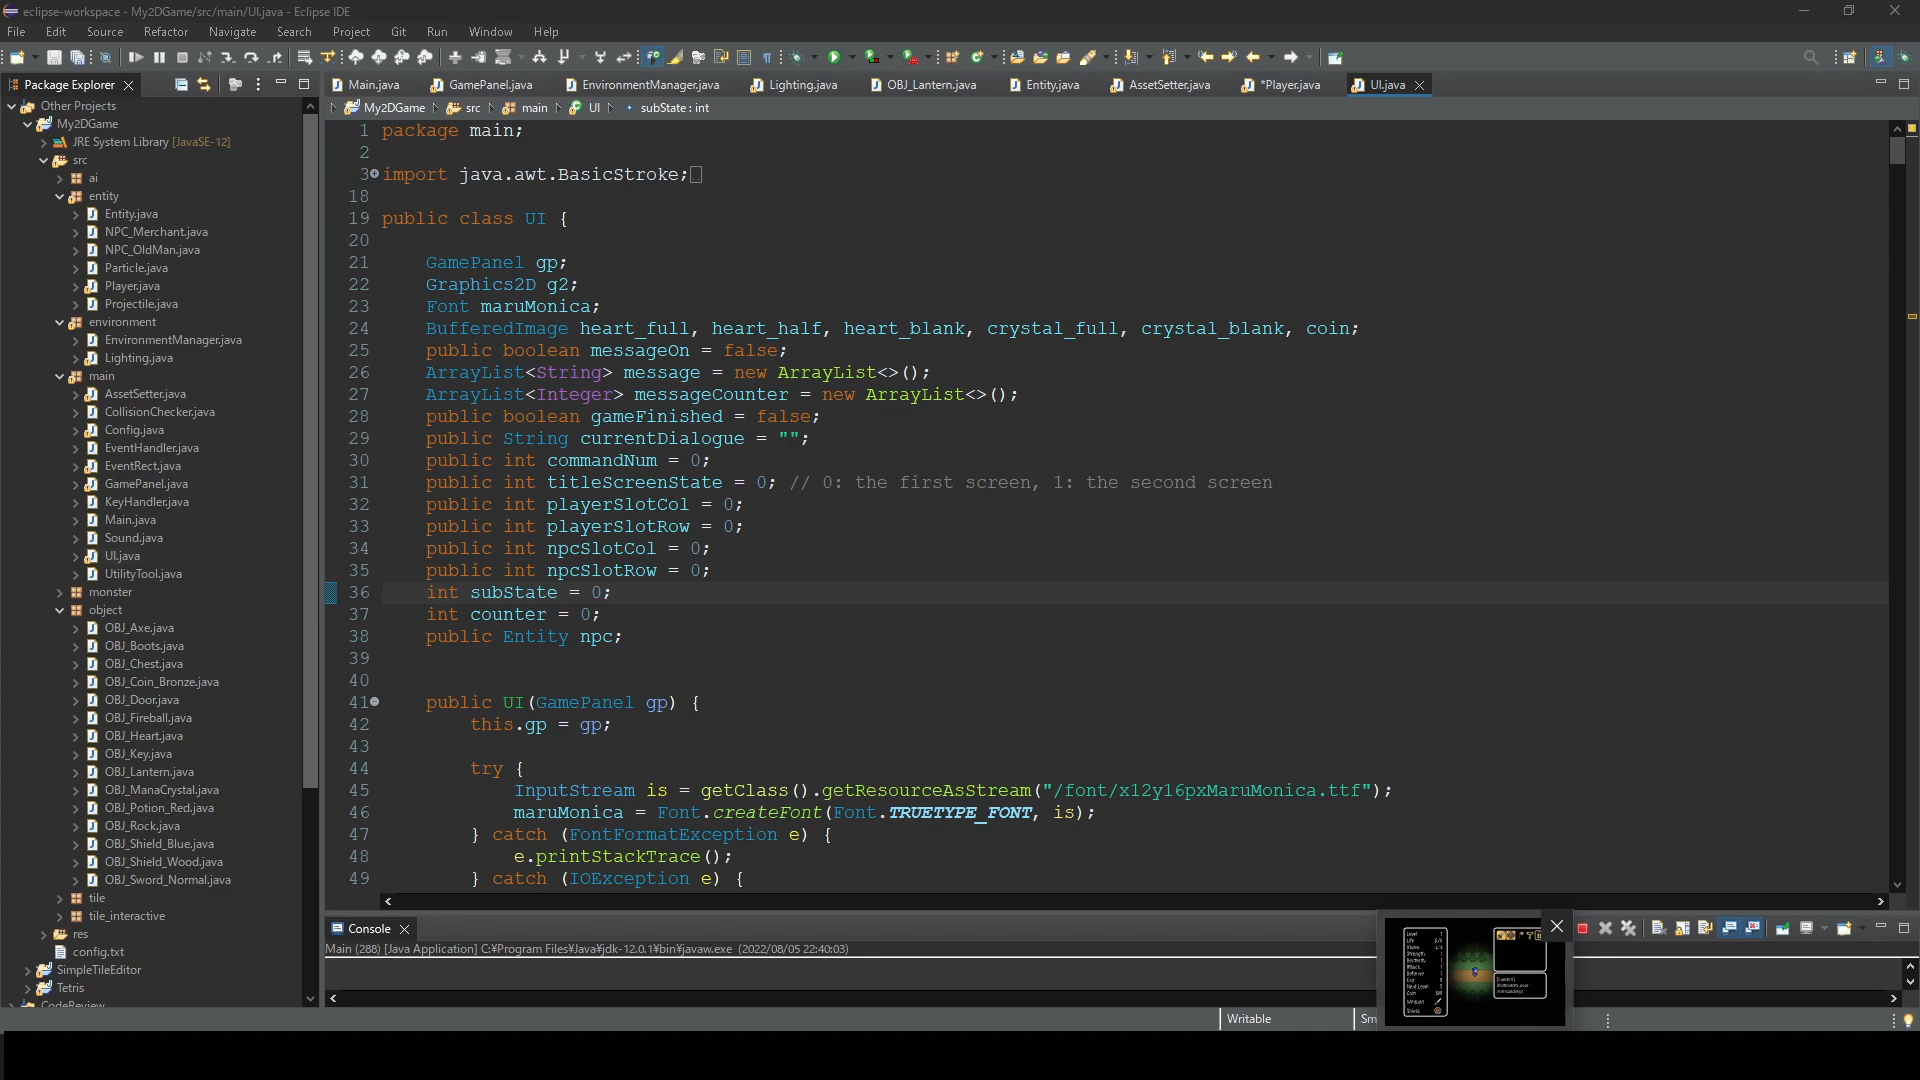 eclipse-workspace - My2DGame/src/main/UI.java - Eclipse IDE
File Edit Source Refactor Navigate Search Project Git Run Window Help
Package Explorer
Main.java GamePanel.java EnvironmentManager.java Lighting.java OBJ_Lantern.java Entity.java AssetSetter.java *Player.java UI.java
My2DGame src main UI subState : int
Other Projects
My2DGame
JRE System Library [JavaSE-12]
src
ai
entity
Entity.java
NPC_Merchant.java
NPC_OldMan.java
Particle.java
Player.java
Projectile.java
environment
EnvironmentManager.java
Lighting.java
main
AssetSetter.java
CollisionChecker.java
Config.java
EventHandler.java
EventRect.java
GamePanel.java
KeyHandler.java
Main.java
Sound.java
UI.java
UtilityTool.java
monster
object
OBJ_Axe.java
OBJ_Boots.java
OBJ_Chest.java
OBJ_Coin_Bronze.java
OBJ_Door.java
OBJ_Fireball.java
OBJ_Heart.java
OBJ_Key.java
OBJ_Lantern.java
OBJ_ManaCrystal.java
OBJ_Potion_Red.java
OBJ_Rock.java
OBJ_Shield_Blue.java
OBJ_Shield_Wood.java
OBJ_Sword_Normal.java
tile
tile_interactive
res
config.txt
SimpleTileEditor
Tetris
CodeReview
1 package main;
2
3 import java.awt.BasicStroke;
18
19 public class UI {
20
21 GamePanel gp;
22 Graphics2D g2;
23 Font maruMonica;
24 BufferedImage heart_full, heart_half, heart_blank, crystal_full, crystal_blank, coin;
25 public boolean messageOn = false;
26 ArrayList<String> message = new ArrayList<>();
27 ArrayList<Integer> messageCounter = new ArrayList<>();
28 public boolean gameFinished = false;
29 public String currentDialogue = "";
30 public int commandNum = 0;
31 public int titleScreenState = 0; // 0: the first screen, 1: the second screen
32 public int playerSlotCol = 0;
33 public int playerSlotRow = 0;
34 public int npcSlotCol = 0;
35 public int npcSlotRow = 0;
36 int subState = 0;
37 int counter = 0;
38 public Entity npc;
39
40
41 public UI(GamePanel gp) {
42 this.gp = gp;
43
44 try {
45 InputStream is = getClass().getResourceAsStream("/font/x12y16pxMaruMonica.ttf");
46 maruMonica = Font.createFont(Font.TRUETYPE_FONT, is);
47 } catch (FontFormatException e) {
48 e.printStackTrace();
49 } catch (IOException e) {
Console
Main (288) [Java Application] C:¥Program Files¥Java¥jdk-12.0.1¥bin¥javaw.exe (2022/08/05 22:40:03)
Writable
Sm